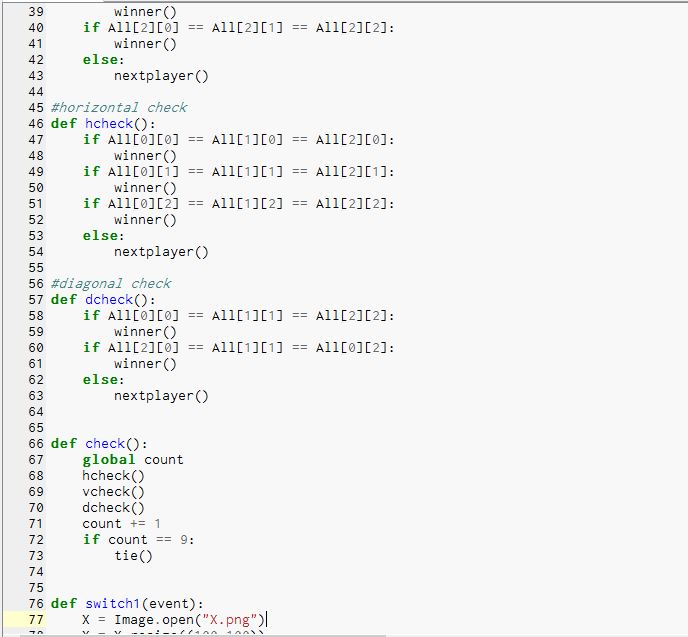 39 winner()
40 if All[2][0] == All[2][1] == All[2][2]:
41 winner()
42 else:
43 nextplayer()
44
45 #horizontal check
46 def hcheck():
47 if All[0][0] == All[1][0] == All[2][0]:
48 winner()
49 if All[0][1] == All[1][1] == All[2][1]:
50 winner()
51 if All[0][2] == All[1][2] == All[2][2]:
52 winner()
53 else:
54 nextplayer()
55
56 #diagonal check
57 def dcheck():
58 if All[0][0] == All[1][1] == All[2][2]:
59 winner()
60 if All[2][0] == All[1][1] == All[0][2]:
61 winner()
62 else:
63 nextplayer()
64
65
66 def check():
67 global count
68 hcheck()
69 vcheck()
70 dcheck()
71 count += 1
72 if count == 9:
73 tie()
74
75
76 def switch1(event):
77 X = Image.open("X.png")